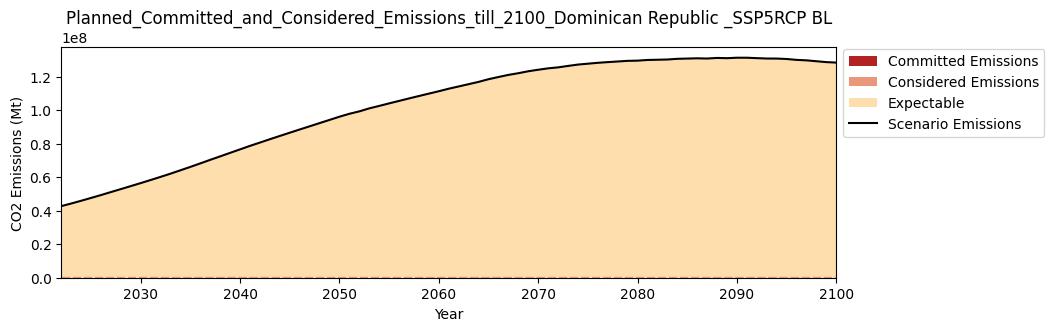 Planned_Committed_and_Considered_Emissions_till_2100_Dominican Republic _SSP5RCP BL
1e8
1.2
1.0
0.8
0.6
0.4
0.2
0.0
CO2 Emissions (Mt)
2030 2040 2050 2060 2070 2080 2090 2100
Year
Committed Emissions
Considered Emissions
Expectable
Scenario Emissions